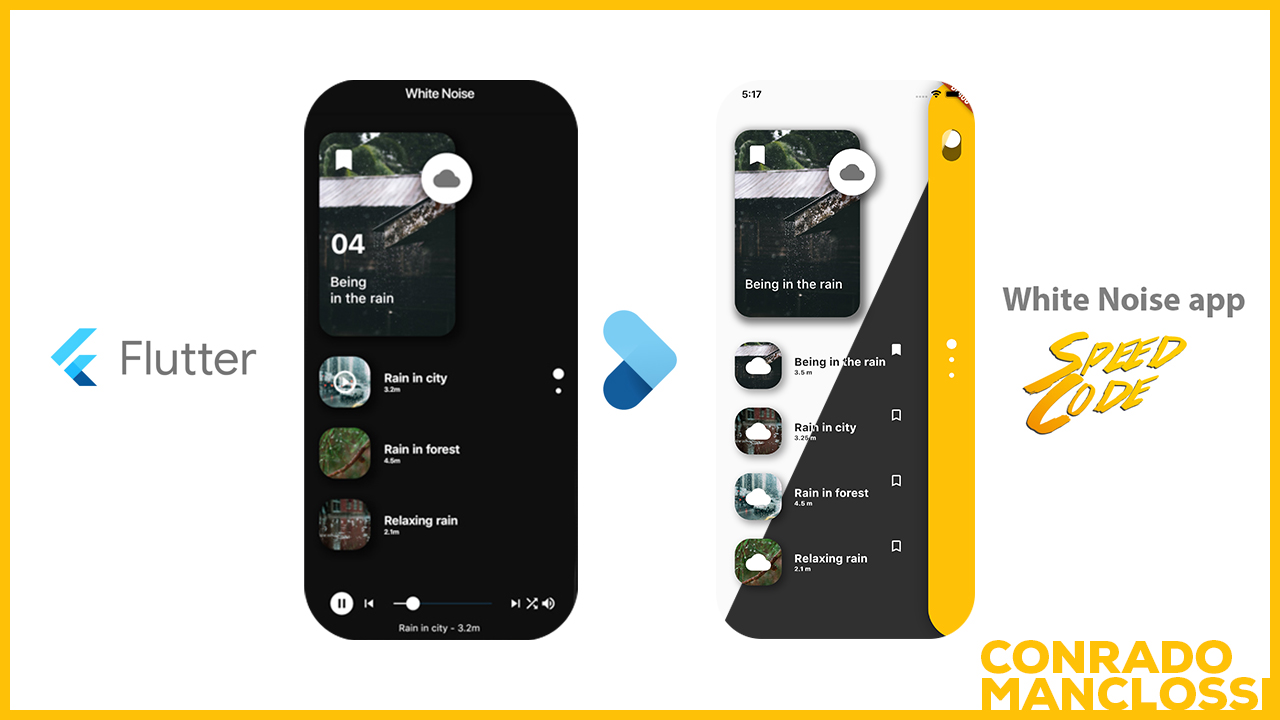 Flutter
White Noise
04
Being
in the rain
Rain in city
3.2m
Rain in forest
4.5m
Relaxing rain
2.1m
Rain in city - 3.2m
5:17
Being in the rain
Being in the rain
3.5 m
Rain in city
3.25 m
Rain in forest
4.5 m
Relaxing rain
2.1 m
White Noise app
SPEED
CODE
CONRADO
MANCLOSSI